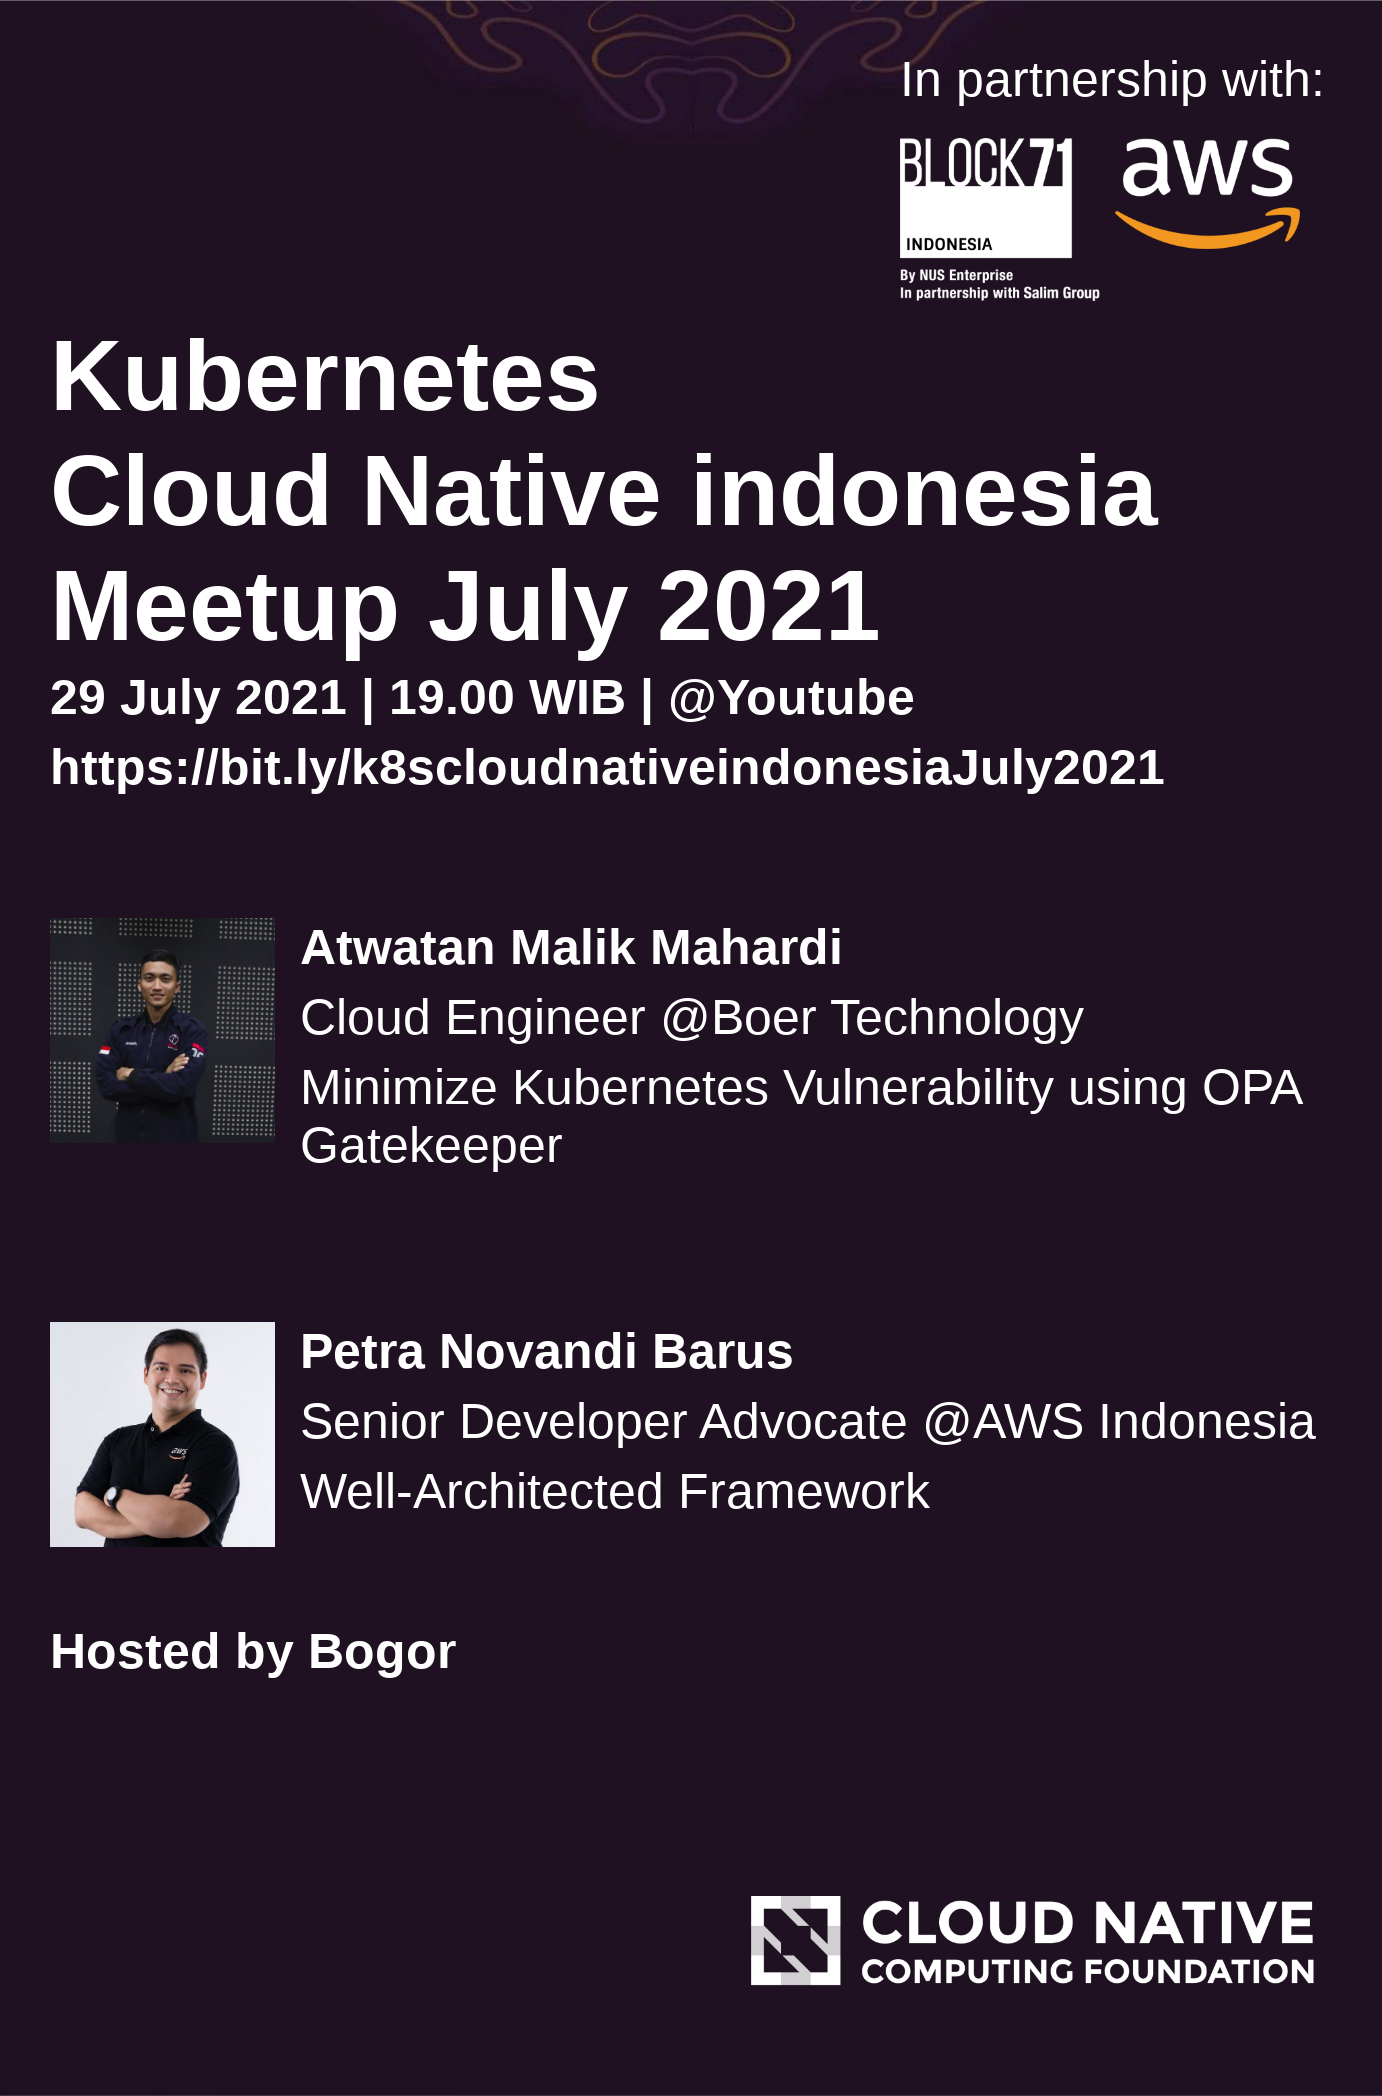 In partnership with:
BLOCK71
INDONESIA
By NUS Enterprise
In partnership with Salim Group
aws
Kubernetes
Cloud Native indonesia
Meetup July 2021
29 July 2021 | 19.00 WIB | @Youtube
https://bit.ly/k8scloudnativeindonesiaJuly2021
Atwatan Malik Mahardi
Cloud Engineer @Boer Technology
Minimize Kubernetes Vulnerability using OPA
Gatekeeper
Petra Novandi Barus
Senior Developer Advocate @AWS Indonesia
Well-Architected Framework
aws
Hosted by Bogor
CLOUD NATIVE
COMPUTING FOUNDATION